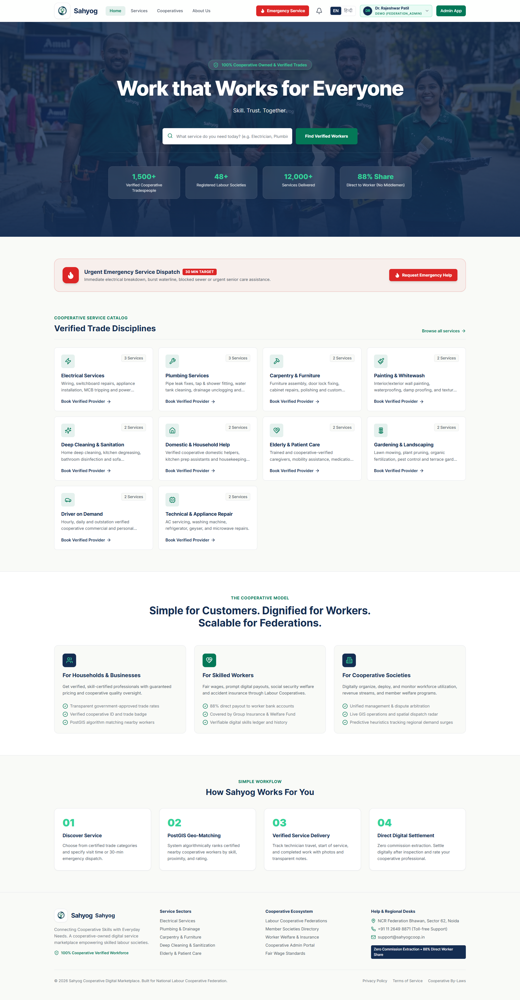 Sahyog
Home Services Cooperatives About Us
Emergency Service
EN हिन्दी
DR
Dr. Rajeshwar Patil
DEMO (FEDERATION_ADMIN)
Admin App
Amul
Amul
Sahyog
Sahyog
Sahyog
Sahyog
100% Cooperative Owned & Verified Trades
Work that Works for Everyone
Skill. Trust. Together.
What service do you need today? (e.g. Electrician, Plumbin
Find Verified Workers
1,500+
Verified Cooperative
Tradespeople
48+
Registered Labour Societies
12,000+
Services Delivered
88% Share
Direct to Worker (No Middlemen)
Urgent Emergency Service Dispatch 30 MIN TARGET
Immediate electrical breakdown, burst waterline, blocked sewer or urgent senior care assistance.
Request Emergency Help
COOPERATIVE SERVICE CATALOG
Verified Trade Disciplines
Browse all services
3 Services
Electrical Services
Wiring, switchboard repairs, appliance
installation, MCB tripping and power...
Book Verified Provider
3 Services
Plumbing Services
Pipe leak fixes, tap & shower fitting, water
tank cleaning, drainage unclogging and...
Book Verified Provider
2 Services
Carpentry & Furniture
Furniture assembly, door lock fixing,
cabinet repairs, polishing and custom...
Book Verified Provider
2 Services
Painting & Whitewash
Interior/exterior wall painting,
waterproofing, damp proofing, and textur...
Book Verified Provider
2 Services
Deep Cleaning & Sanitation
Home deep cleaning, kitchen degreasing,
bathroom disinfection and sofa...
Book Verified Provider
2 Services
Domestic & Household Help
Verified cooperative domestic helpers,
kitchen prep assistants and housekeeping...
Book Verified Provider
2 Services
Elderly & Patient Care
Trained and cooperative-verified
caregivers, mobility assistance, medicatio...
Book Verified Provider
2 Services
Gardening & Landscaping
Lawn mowing, plant pruning, organic
fertilization, pest control and terrace gard...
Book Verified Provider
2 Services
Driver on Demand
Hourly, daily and outstation verified
cooperative commercial and personal...
Book Verified Provider
2 Services
Technical & Appliance Repair
AC servicing, washing machine,
refrigerator, geyser, and microwave repairs.
Book Verified Provider
THE COOPERATIVE MODEL
Simple for Customers. Dignified for Workers.
Scalable for Federations.
For Households & Businesses
Get verified, skill-certified professionals with guaranteed
pricing and cooperative quality oversight.
Transparent government-approved trade rates
Verified cooperative ID and trade badge
PostGIS algorithm matching nearby workers
For Skilled Workers
Fair wages, prompt digital payouts, social security welfare
and accident insurance through Labour Cooperatives.
88% direct payout to worker bank accounts
Covered by Group Insurance & Welfare Fund
Verifiable digital skills ledger and history
For Cooperative Societies
Digitally organize, deploy, and monitor workforce utilization,
revenue streams, and member welfare programs.
Unified management & dispute arbitration
Live GIS operations and spatial dispatch radar
Predictive heuristics tracking regional demand surges
SIMPLE WORKFLOW
How Sahyog Works For You
01
Discover Service
Choose from certified trade categories
and specify visit time or 30-min
emergency dispatch.
02
PostGIS Geo-Matching
System algorithmically ranks certified
nearby cooperative workers by skill,
proximity, and rating.
03
Verified Service Delivery
Track technician travel, start of service,
and completed work with photos and
transparent notes.
04
Direct Digital Settlement
Zero commission extraction. Settle
digitally after inspection and rate your
cooperative professional.
Sahyog Sahyog
Connecting Cooperative Skills with Everyday
Needs. A cooperative-owned digital service
marketplace empowering skilled labour societies.
100% Cooperative Verified Workforce
Service Sectors
Electrical Services
Plumbing & Drainage
Carpentry & Furniture
Deep Cleaning & Sanitization
Elderly & Patient Care
Cooperative Ecosystem
Labour Cooperative Federations
Member Societies Directory
Worker Welfare & Insurance
Cooperative Admin Portal
Fair Wage Standards
Help & Regional Desks
NCR Federation Bhawan, Sector 62, Noida
+91 11 2649 8871 (Toll-free Support)
support@sahyogcoop.in
Zero Commission Extraction • 88% Direct Worker
Share
© 2026 Sahyog Cooperative Digital Marketplace. Built for National Labour Cooperative Federation.
Privacy Policy Terms of Service Cooperative By-Laws